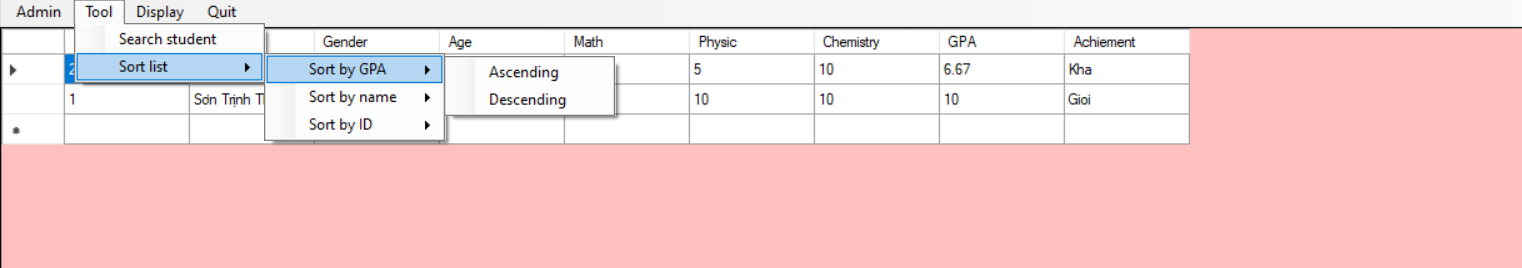 Admin Tool Display Quit
Search student
Sort list
Sort by GPA
Sort by name
Sort by ID
Ascending
Descending
Gender Age Math Physic Chemistry GPA Achiement
2 5 10 6.67 Kha
1 Sơn Trịnh 10 10 10 Gioi